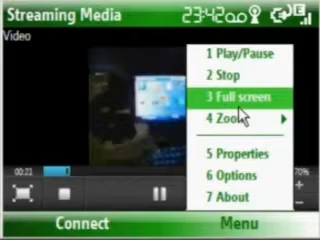 Streaming Media 23:42 E
Video
1 Play/Pause
2 Stop
3 Full screen
4 Zoom
5 Properties
6 Options
7 About
00:21
70%
Connect Menu